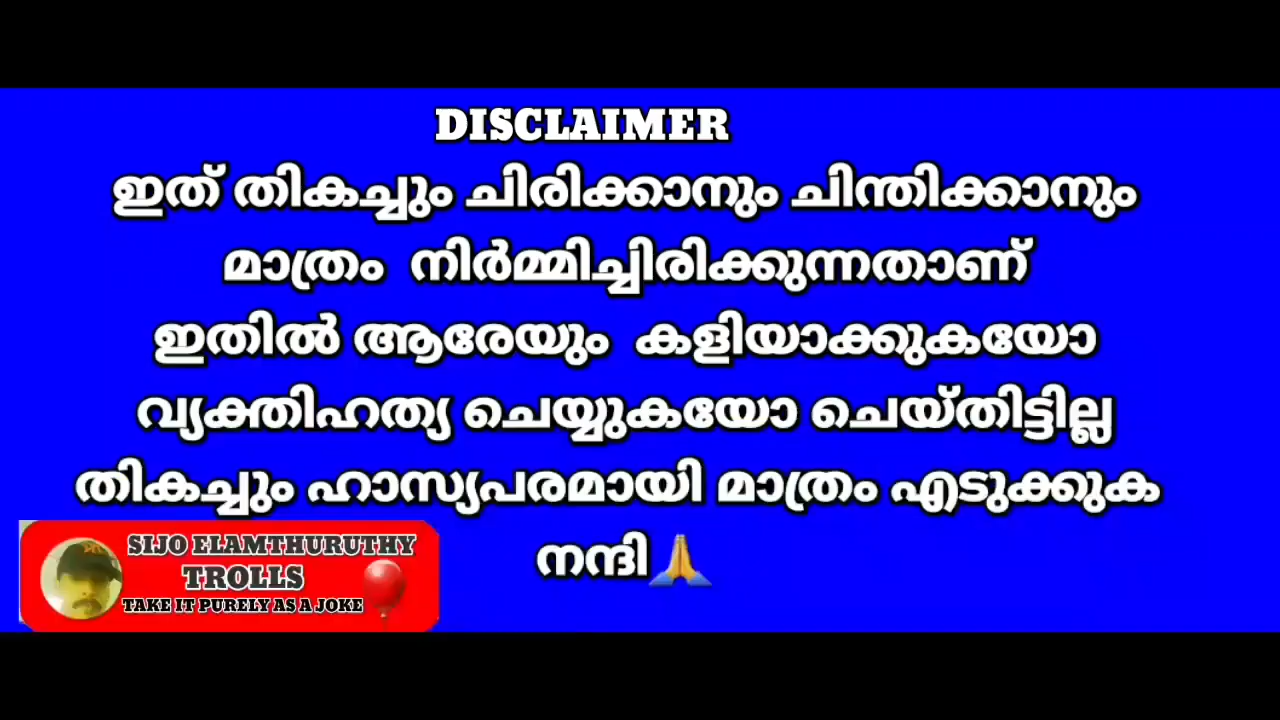 DISCLAIMER
ഇത് തികച്ചും ചിരിക്കാനും ചിന്തിക്കാനും
മാത്രം നിർമ്മിച്ചിരിക്കുന്നതാണ്
ഇതിൽ ആരേയും കളിയാക്കുകയോ
വ്യക്തിഹത്യ ചെയ്യുകയോ ചെയ്തിട്ടില്ല
തികച്ചും ഹാസ്യപരമായി മാത്രം എടുക്കുക
നന്ദി🙏
SIJO ELAMTHURUTHY
TROLLS
TAKE IT PURELY AS A JOKE